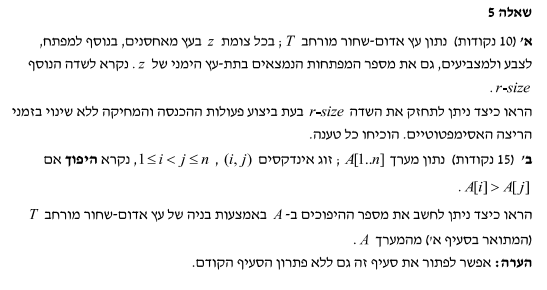 שאלה 5
א' (10 נקודות) נתון עץ אדום-שחור מורחב T ; בכל צומת z בעץ מאחסנים, בנוסף למפתח,
לצבע ולמצביעים, גם את מספר המפתחות הנמצאים בתת-עץ הימני של z . נקרא לשדה הנוסף
r-size .
הראו כיצד ניתן לתחזק את השדה r-size בעת ביצוע פעולות ההכנסה והמחיקה ללא שינוי בזמני
הריצה האסימפטוטיים. הוכיחו כל טענה.
ב' (15 נקודות) נתון מערך A[1..n] ; זוג אינדקסים (i, j) , 1≤i<j≤n, נקרא היפוך אם
A[i]>A[j] .
הראו כיצד ניתן לחשב את מספר ההיפוכים ב- A באמצעות בניה של עץ אדום-שחור מורחב T
(המתואר בסעיף א') מהמערך A .
הערה: אפשר לפתור את סעיף זה גם ללא פתרון הסעיף הקודם.